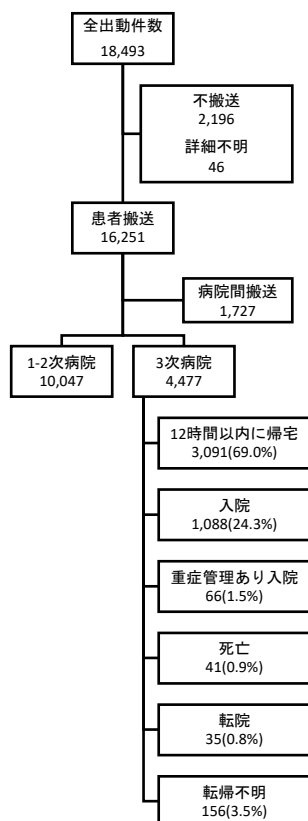 全出動件数
18,493
不搬送
2,196
詳細不明
46
患者搬送
16,251
病院間搬送
1,727
1-2次病院
10,047
3次病院
4,477
12時間以内に帰宅
3,091(69.0%)
入院
1,088(24.3%)
重症管理あり入院
66(1.5%)
死亡
41(0.9%)
転院
35(0.8%)
転帰不明
156(3.5%)